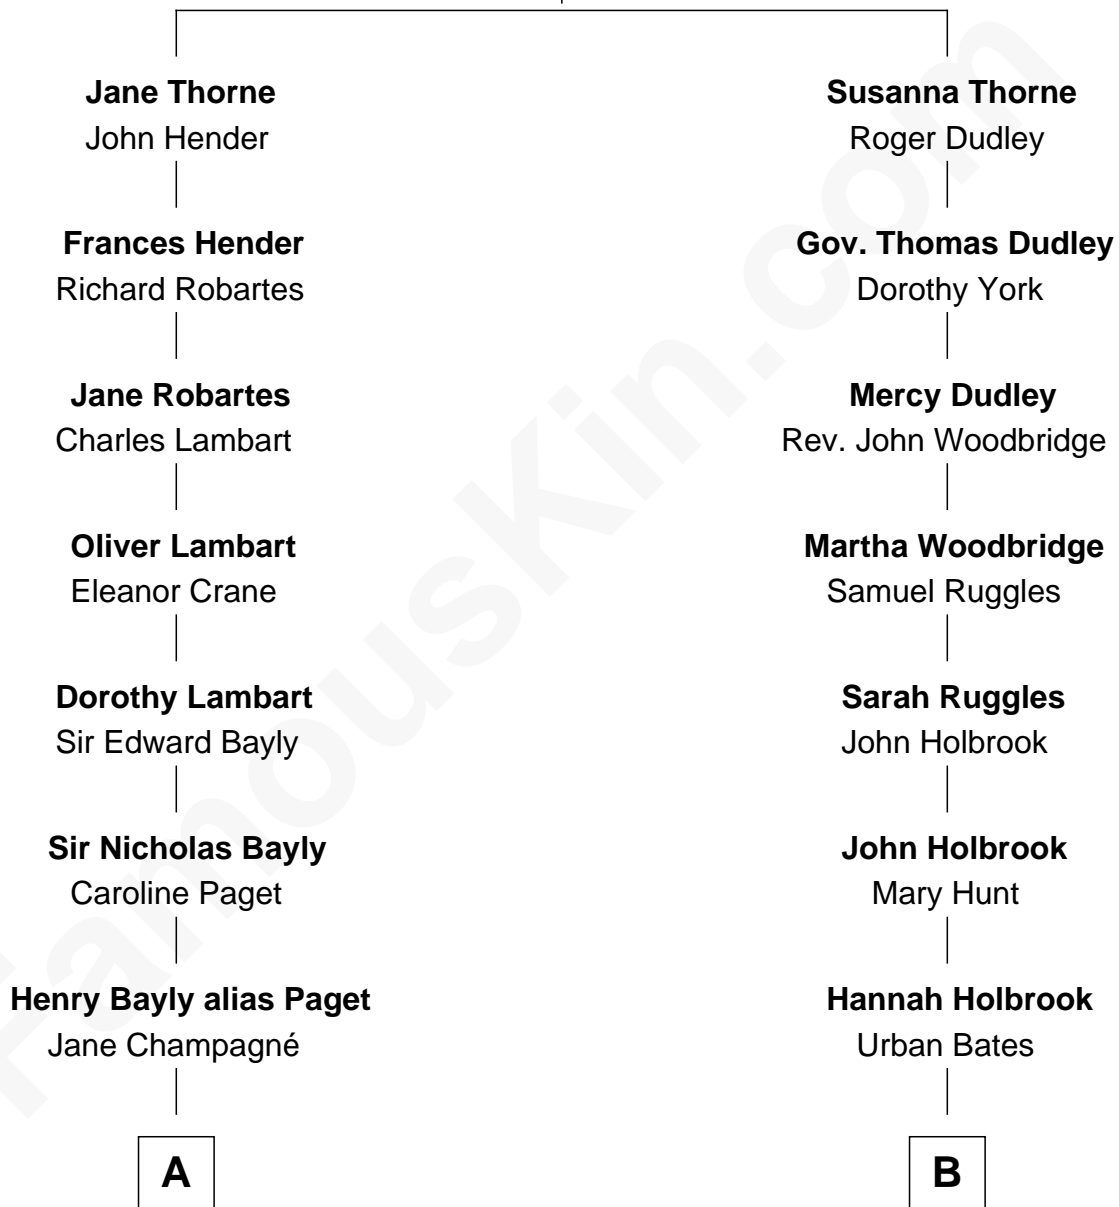 Jane Thorne
John Hender
Frances Hender
Richard Robartes
Jane Robartes
Charles Lambart
Oliver Lambart
Eleanor Crane
Dorothy Lambart
Sir Edward Bayly
Sir Nicholas Bayly
Caroline Paget
Henry Bayly alias Paget
Jane Champagné
A
Susanna Thorne
Roger Dudley
Gov. Thomas Dudley
Dorothy York
Mercy Dudley
Rev. John Woodbridge
Martha Woodbridge
Samuel Ruggles
Sarah Ruggles
John Holbrook
John Holbrook
Mary Hunt
Hannah Holbrook
Urban Bates
B
FamousKin.com